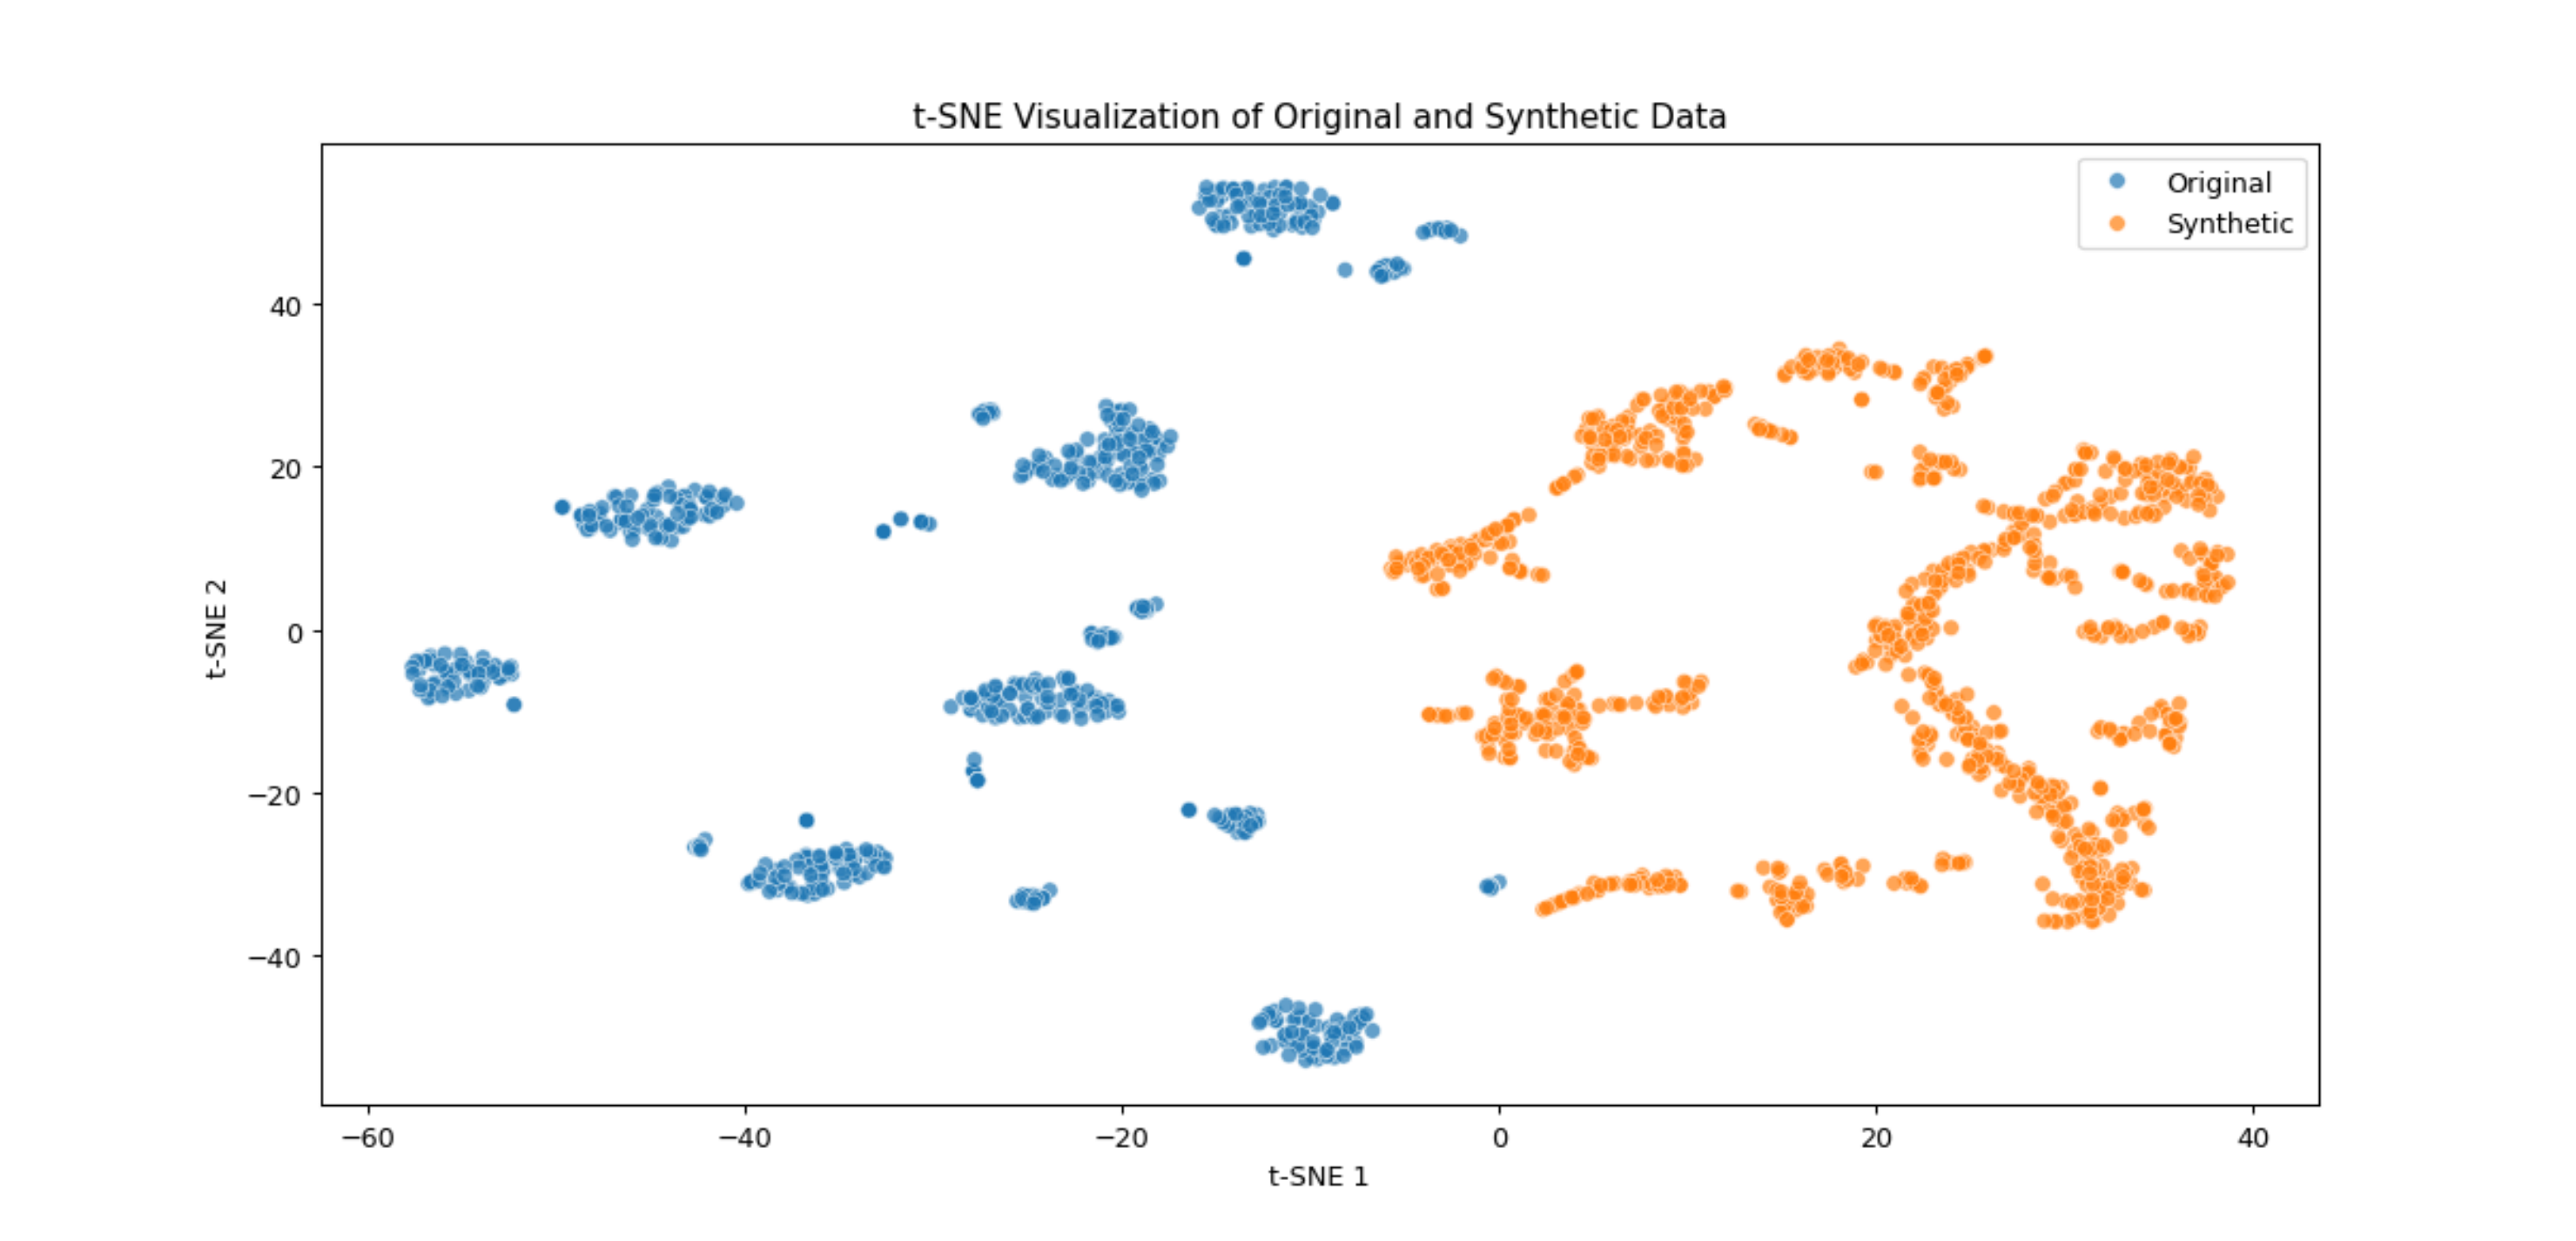 t-SNE Visualization of Original and Synthetic Data
Original
Synthetic
40
20
0
−20
−40
t-SNE 2
−60
−40
−20
0
20
40
t-SNE 1